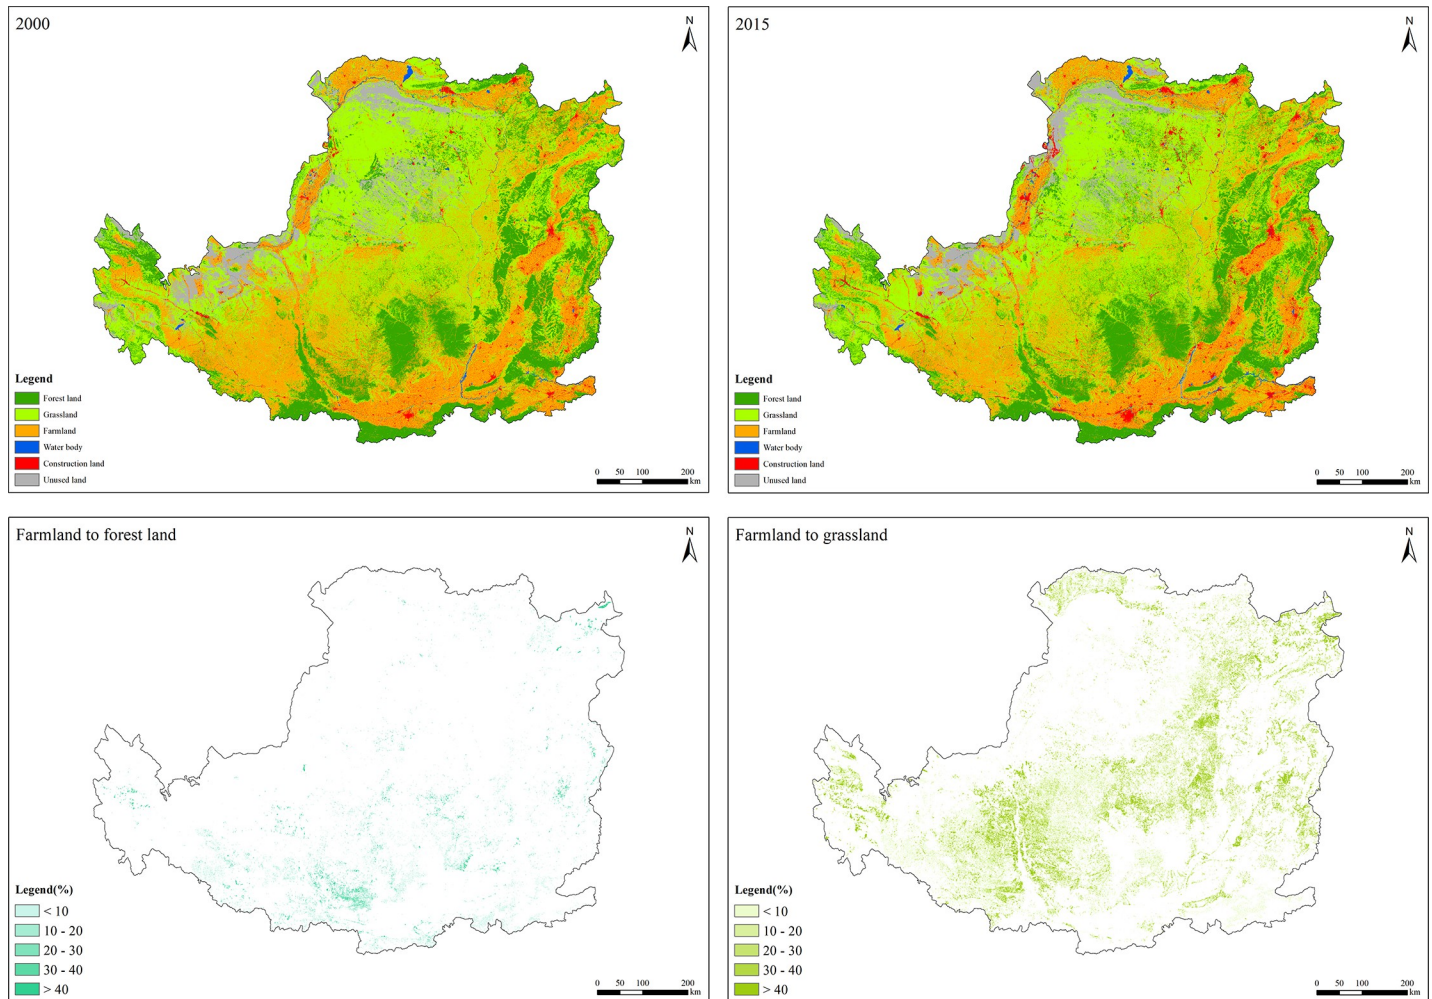 2000
N
Legend
Forest land
Grassland
Farmland
Water body
Construction land
Unused land
0 50 100 200
km
2015
N
Legend
Forest land
Grassland
Farmland
Water body
Construction land
Unused land
0 50 100 200
km
Farmland to forest land
N
Legend(%)
< 10
10 - 20
20 - 30
30 - 40
> 40
0 50 100 200
km
Farmland to grassland
N
Legend(%)
< 10
10 - 20
20 - 30
30 - 40
> 40
0 50 100 200
km